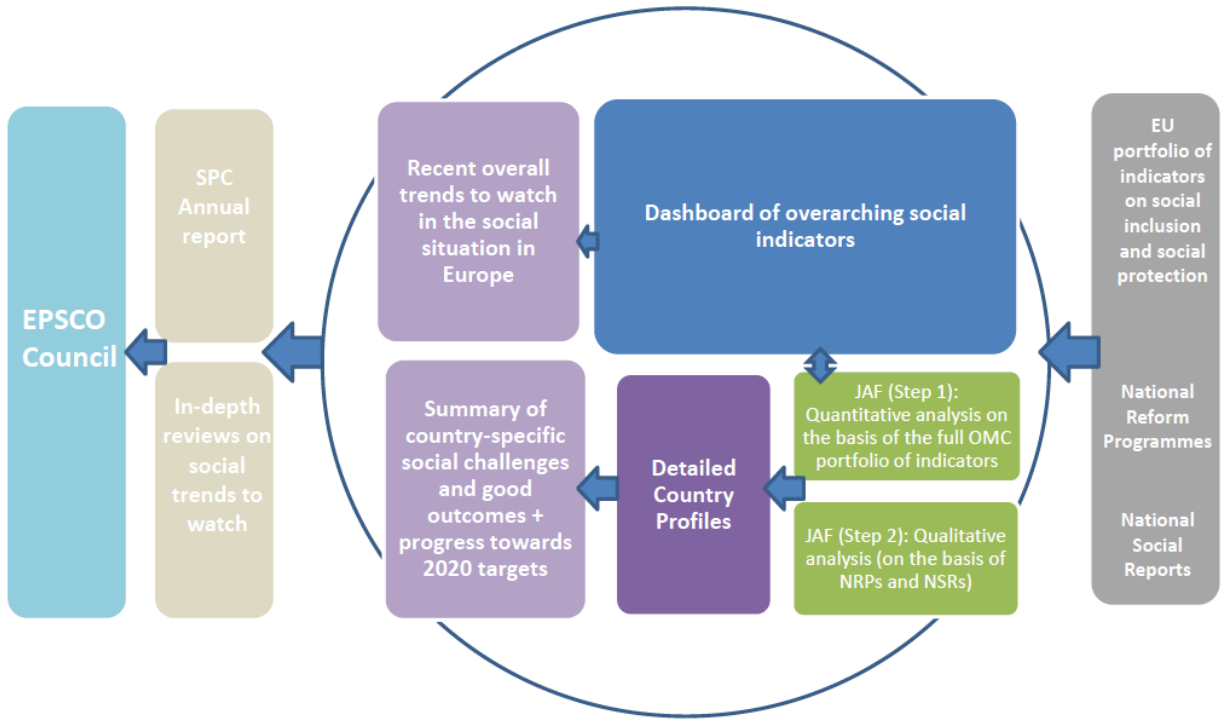 EPSCO
Council
SPC
Annual
report
In-depth
reviews on
social
trends to
watch
Recent overall
trends to watch
in the social
situation in
Europe
Summary of
country-specific
social challenges
and good
outcomes +
progress towards
2020 targets
Dashboard of overarching social
indicators
Detailed
Country
Profiles
JAF (Step 1):
Quantitative analysis on
the basis of the full OMC
portfolio of indicators
JAF (Step 2): Qualitative
analysis (on the basis of
NRPs and NSRs)
EU
portfolio of
indicators
on social
inclusion
and social
protection
National
Reform
Programmes
National
Social
Reports